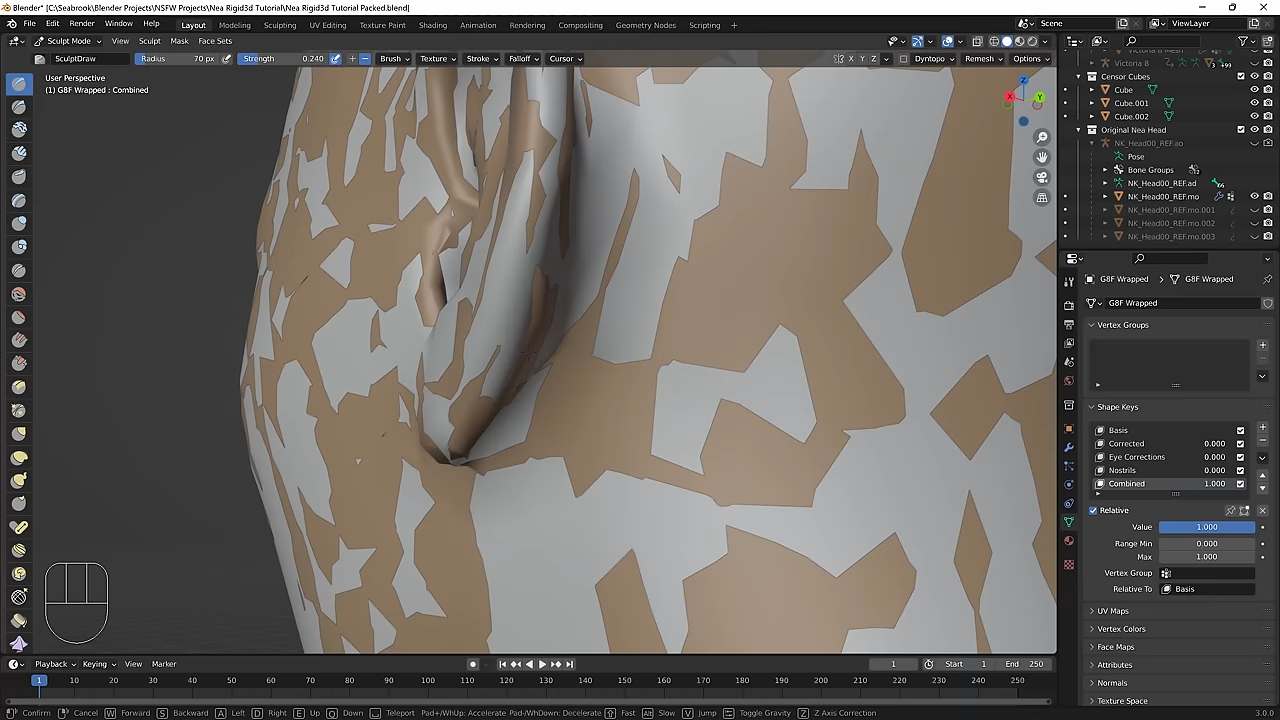 Blender* [C:\Seabrook\Blender Projects\NSFW Projects\Nea Rigid3d Tutorial\Nea Rigid3d Tutorial Packed.blend]
File Edit Render Window Help Layout Modeling Sculpting UV Editing Texture Paint Shading Animation Rendering Compositing Geometry Nodes Scripting + Scene ViewLayer
Sculpt Mode View Sculpt Mask Face Sets
SculptDraw Radius 70 px Strength 0.240 Brush Texture Stroke Falloff Cursor X Y Z Dyntopo Remesh Options
User Perspective
(1) G8F Wrapped : Combined
Z
X
Y
Victoria 8
Censor Cubes
Cube
Cube.001
Cube.002
Original Nea Head
NK_Head00_REF.ao
Pose
Bone Groups
NK_Head00_REF.ad
NK_Head00_REF.mo
NK_Head00_REF.mo.001
NK_Head00_REF.mo.002
NK_Head00_REF.mo.003
G8F Wrapped > G8F Wrapped
G8F Wrapped
Vertex Groups
Shape Keys
Basis
Corrected 0.000
Eye Corrections 0.000
Nostrils 0.000
Combined 1.000
Relative
Value 1.000
Range Min 0.000
Max 1.000
Vertex Group
Relative To Basis
UV Maps
Vertex Colors
Face Maps
Attributes
Normals
Texture Space
Playback Keying View Marker 1 Start 1 End 250
1 10 20 30 40 50 60 70 80 90 100 110 120 130 140 150 160 170 180 190 200 210 220 230 240 250
Confirm Cancel W Forward S Backward A Left D Right E Up Q Down Teleport Pad+/WhUp: Accelerate Pad-/WhDown: Decelerate Fast Alt Slow V Jump Toggle Gravity Z Z Axis Correction 3.0.0